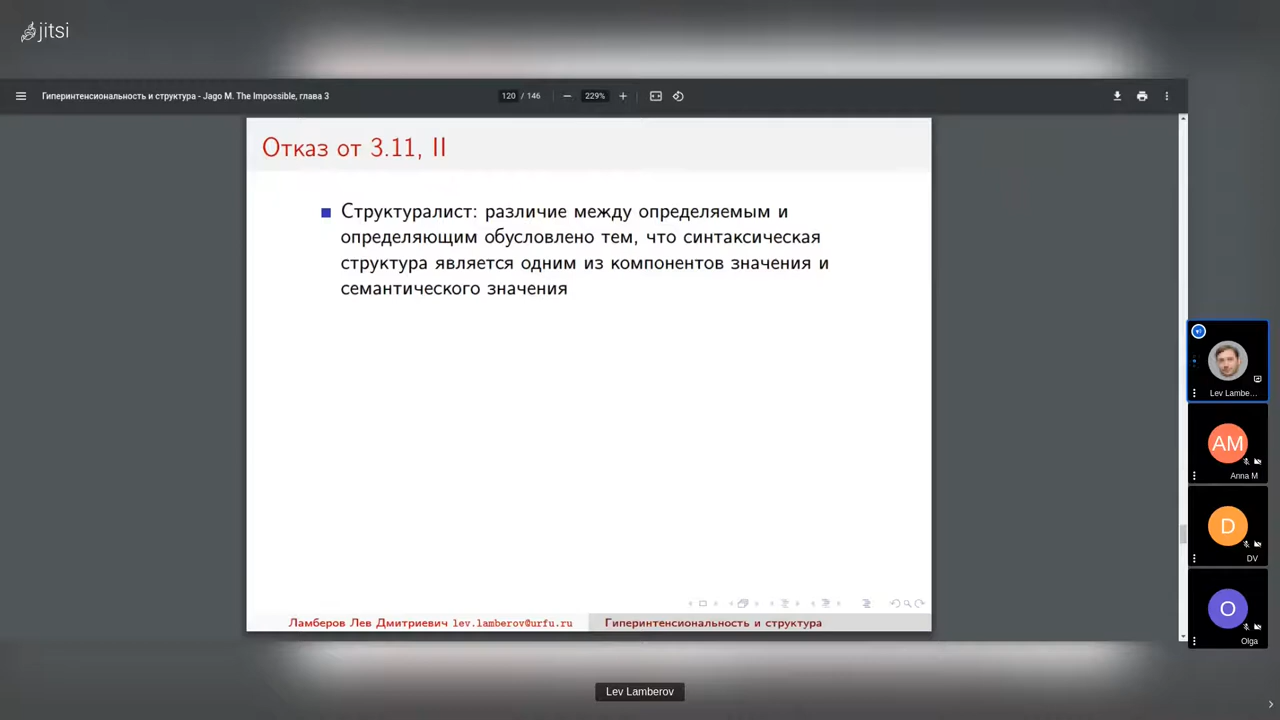 jitsi
Гиперинтенсиональность и структура - Jago M. The Impossible, глава 3
120 / 146
229%
Отказ от 3.11, II
Структуралист: различие между определяемым и
определяющим обусловлено тем, что синтаксическая
структура является одним из компонентов значения и
семантического значения
Lev Lambe...
AM
Anna M
D
DV
O
Olga
Ламберов Лев Дмитриевич lev.lamberov@urfu.ru
Гиперинтенсиональность и структура
Lev Lamberov